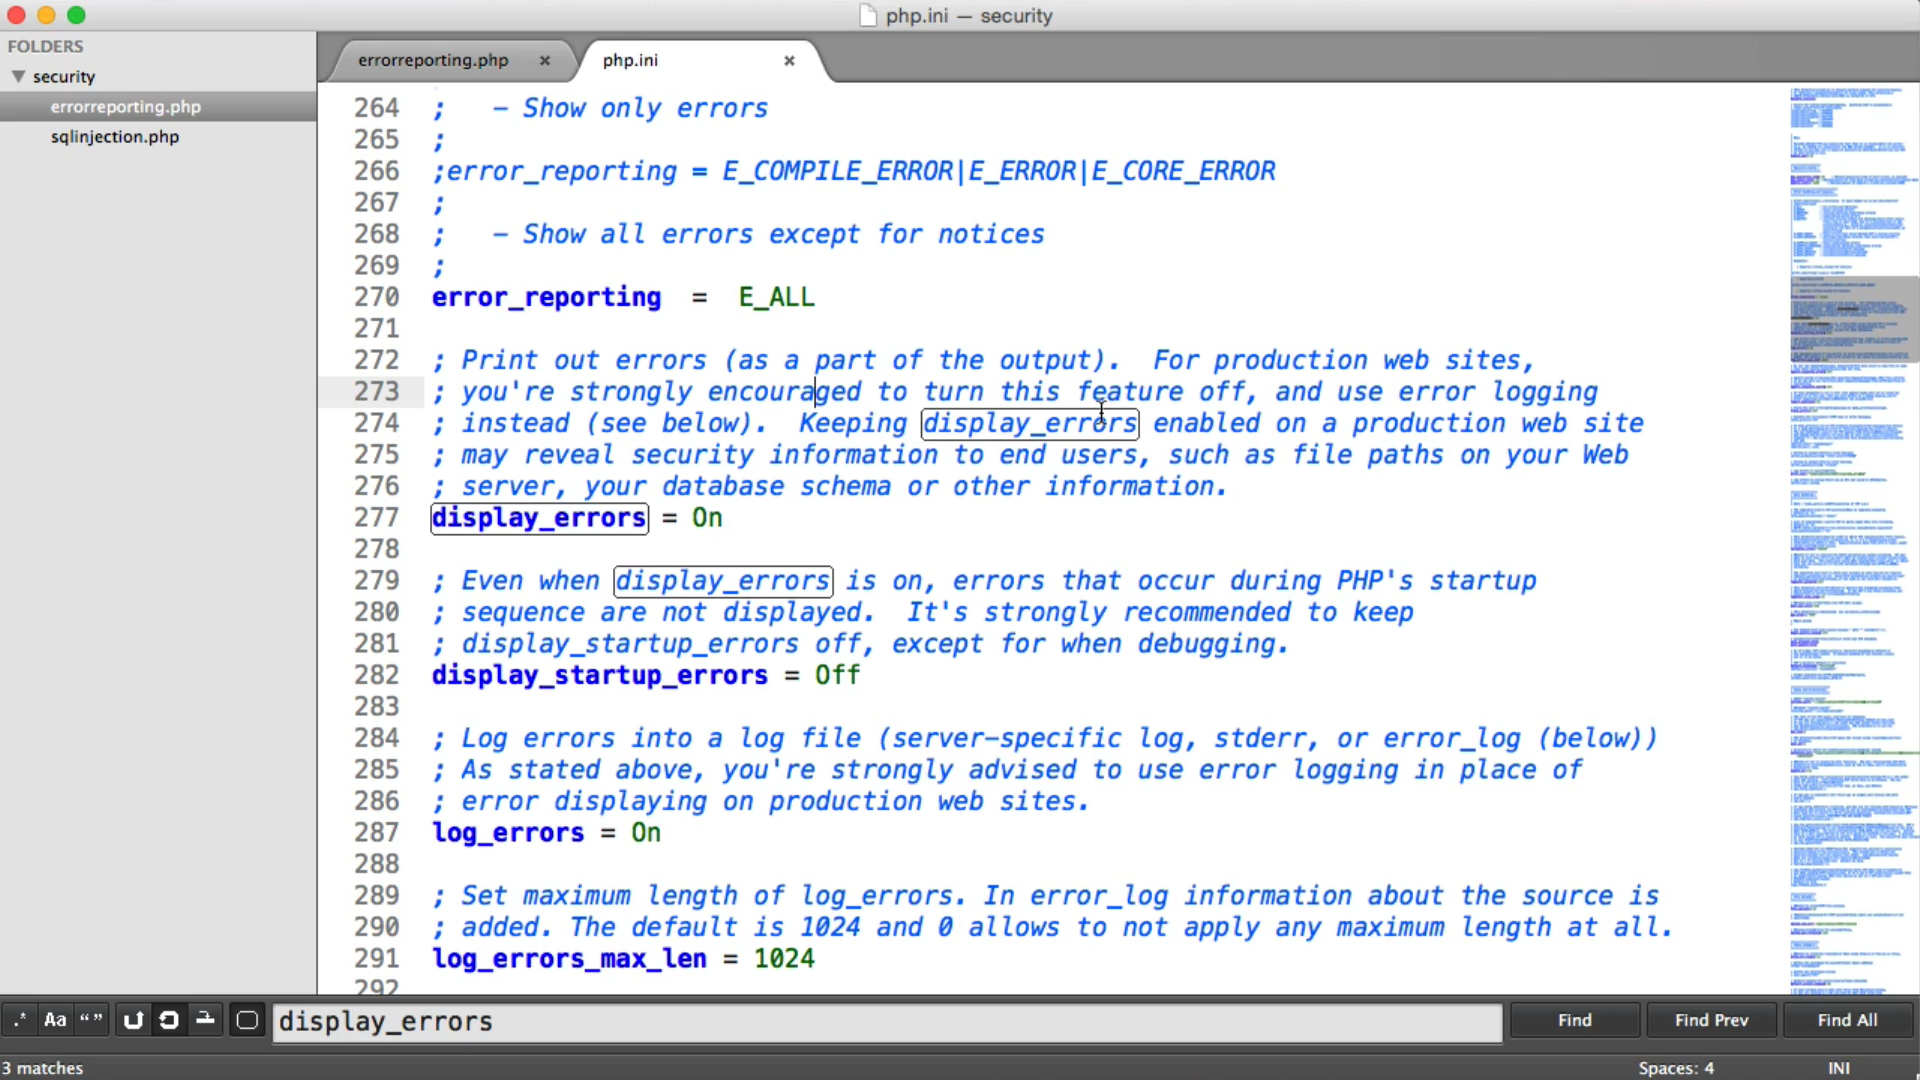 php.ini — security
FOLDERS
security
errorreporting.php
sqlinjection.php
errorreporting.php ×
php.ini ×
264 ;   – Show only errors
265 ;
266 ;error_reporting = E_COMPILE_ERROR|E_ERROR|E_CORE_ERROR
267 ;
268 ;   – Show all errors except for notices
269 ;
270 error_reporting  =  E_ALL
271
272 ; Print out errors (as a part of the output).  For production web sites,
273 ; you're strongly encouraged to turn this feature off, and use error logging
274 ; instead (see below).  Keeping display_errors enabled on a production web site
275 ; may reveal security information to end users, such as file paths on your Web
276 ; server, your database schema or other information.
277 display_errors = On
278
279 ; Even when display_errors is on, errors that occur during PHP's startup
280 ; sequence are not displayed.  It's strongly recommended to keep
281 ; display_startup_errors off, except for when debugging.
282 display_startup_errors = Off
283
284 ; Log errors into a log file (server–specific log, stderr, or error_log (below))
285 ; As stated above, you're strongly advised to use error logging in place of
286 ; error displaying on production web sites.
287 log_errors = On
288
289 ; Set maximum length of log_errors. In error_log information about the source is
290 ; added. The default is 1024 and 0 allows to not apply any maximum length at all.
291 log_errors_max_len = 1024
292
.* Aa “ ” display_errors Find Find Prev Find All
3 matches Spaces: 4 INI